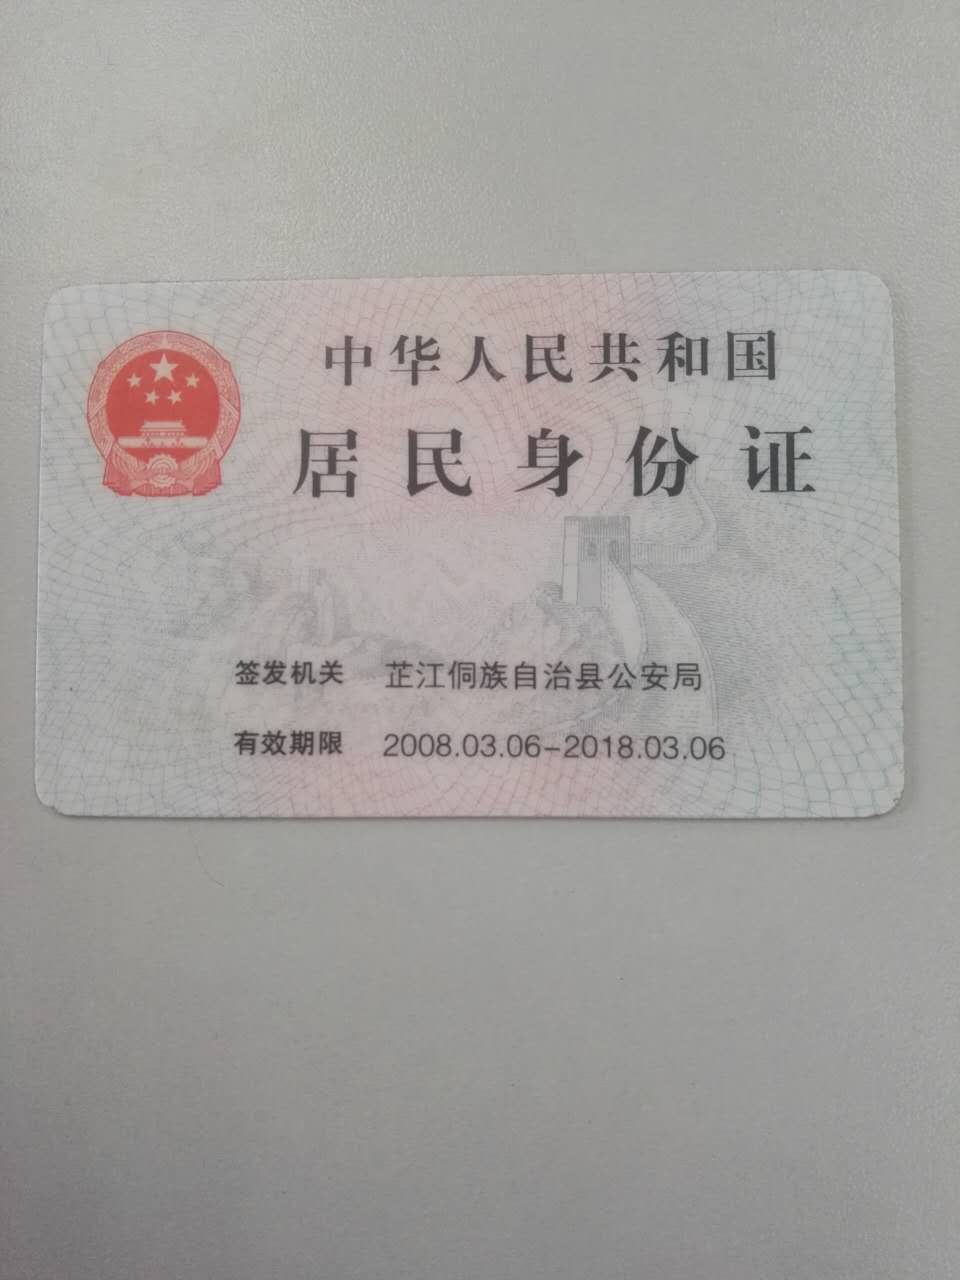 中华人民共和国
居民身份证
签发机关 芷江侗族自治县公安局
有效期限 2008.03.06-2018.03.06